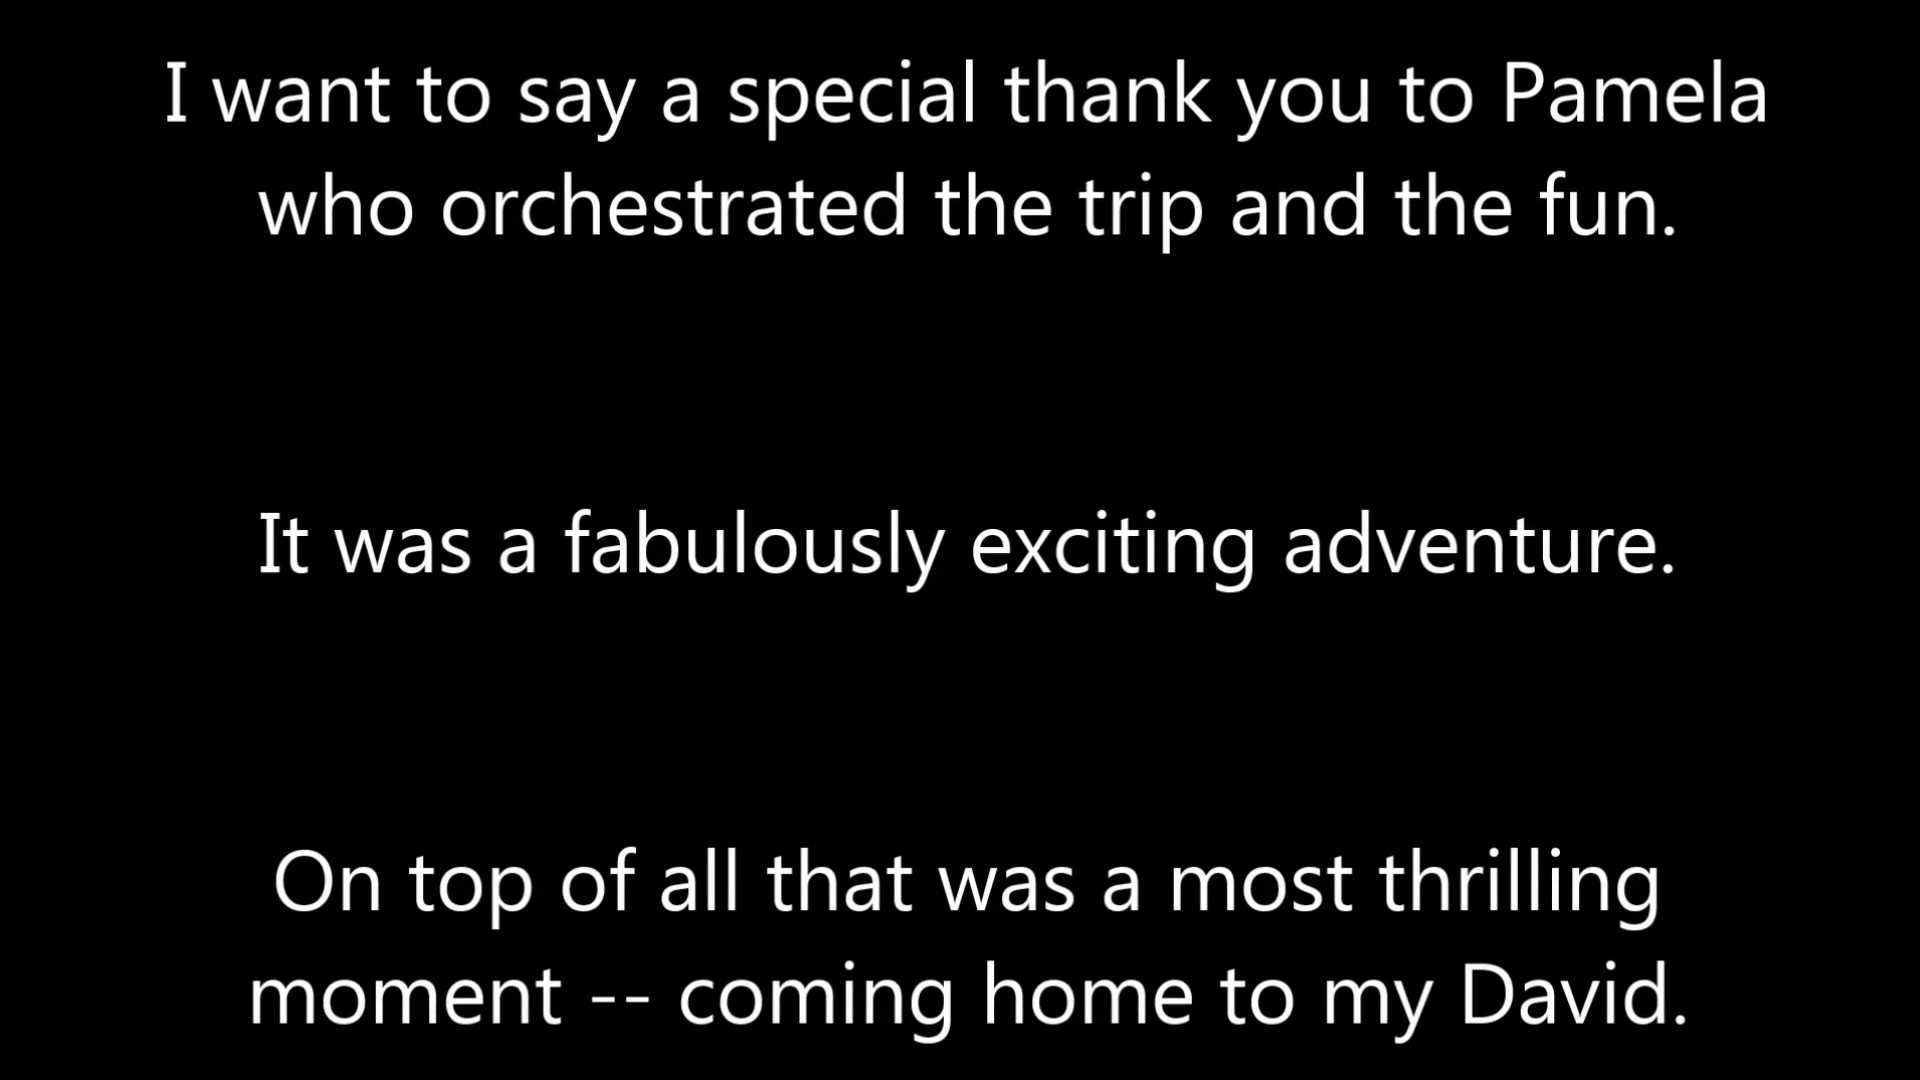 I want to say a special thank you to Pamela
who orchestrated the trip and the fun.
It was a fabulously exciting adventure.
On top of all that was a most thrilling
moment -- coming home to my David.